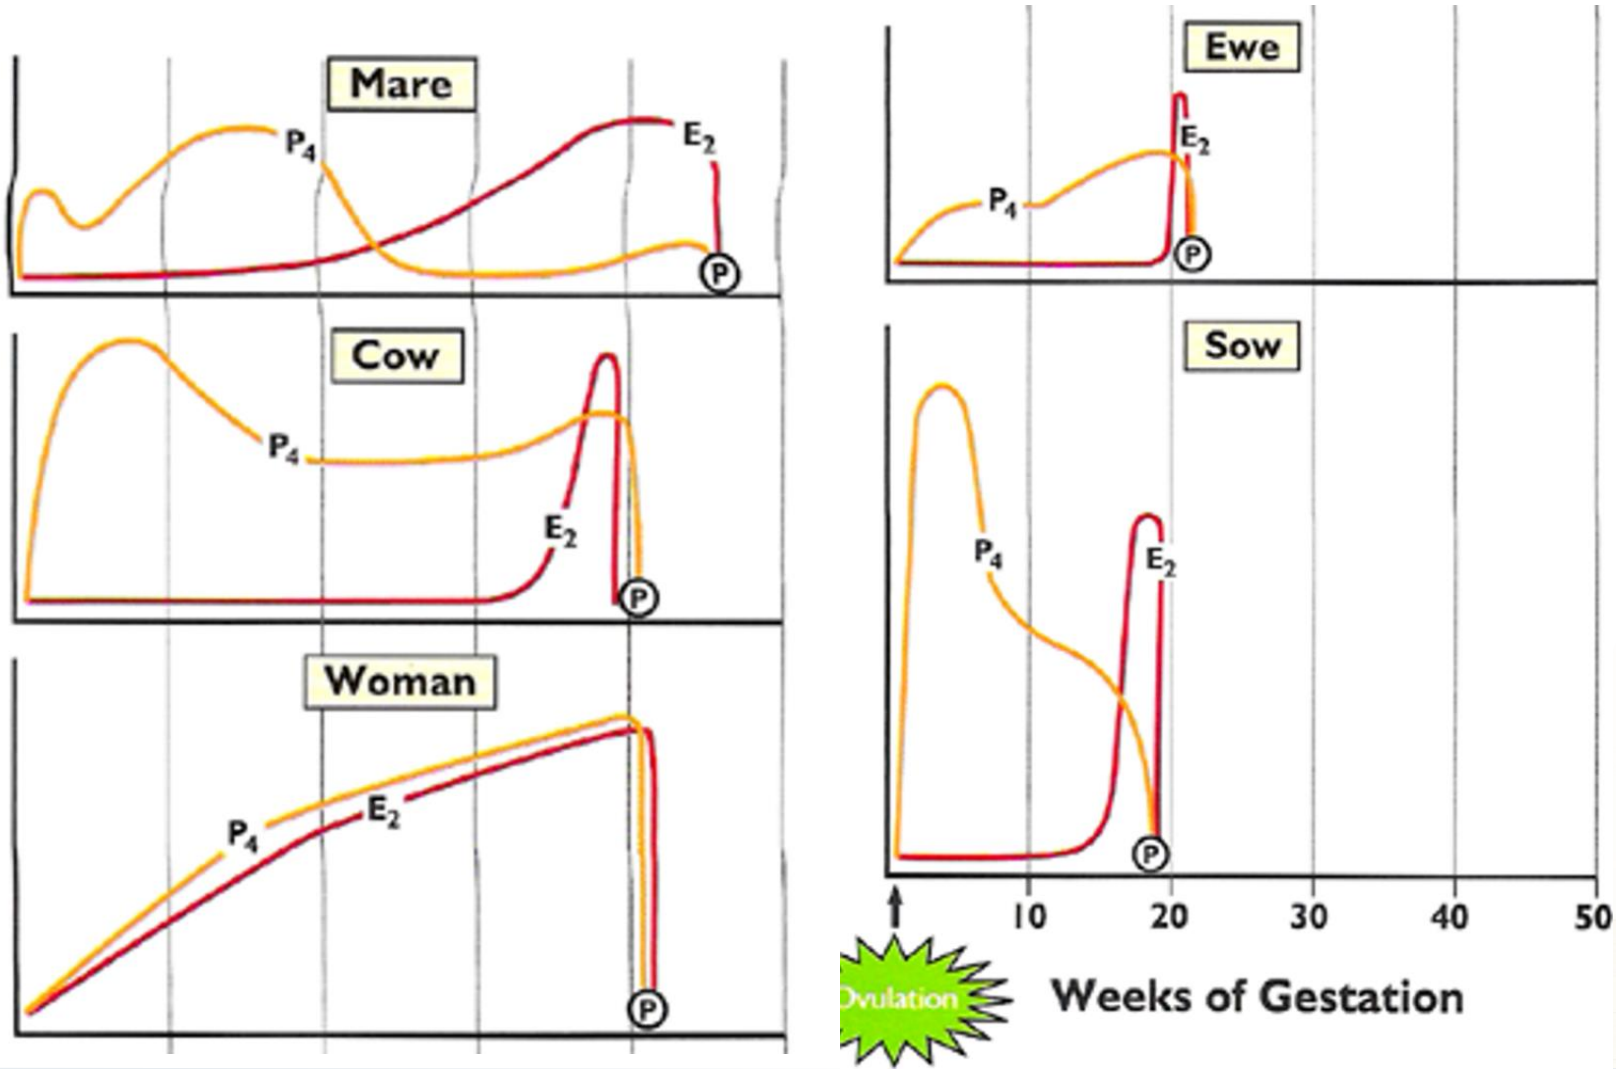 Mare
P4
E2
P
Cow
P4
E2
P
Woman
P4
E2
P
Ewe
E2
P4
P
Sow
P4
E2
P
10 20 30 40 50
Ovulation
Weeks of Gestation